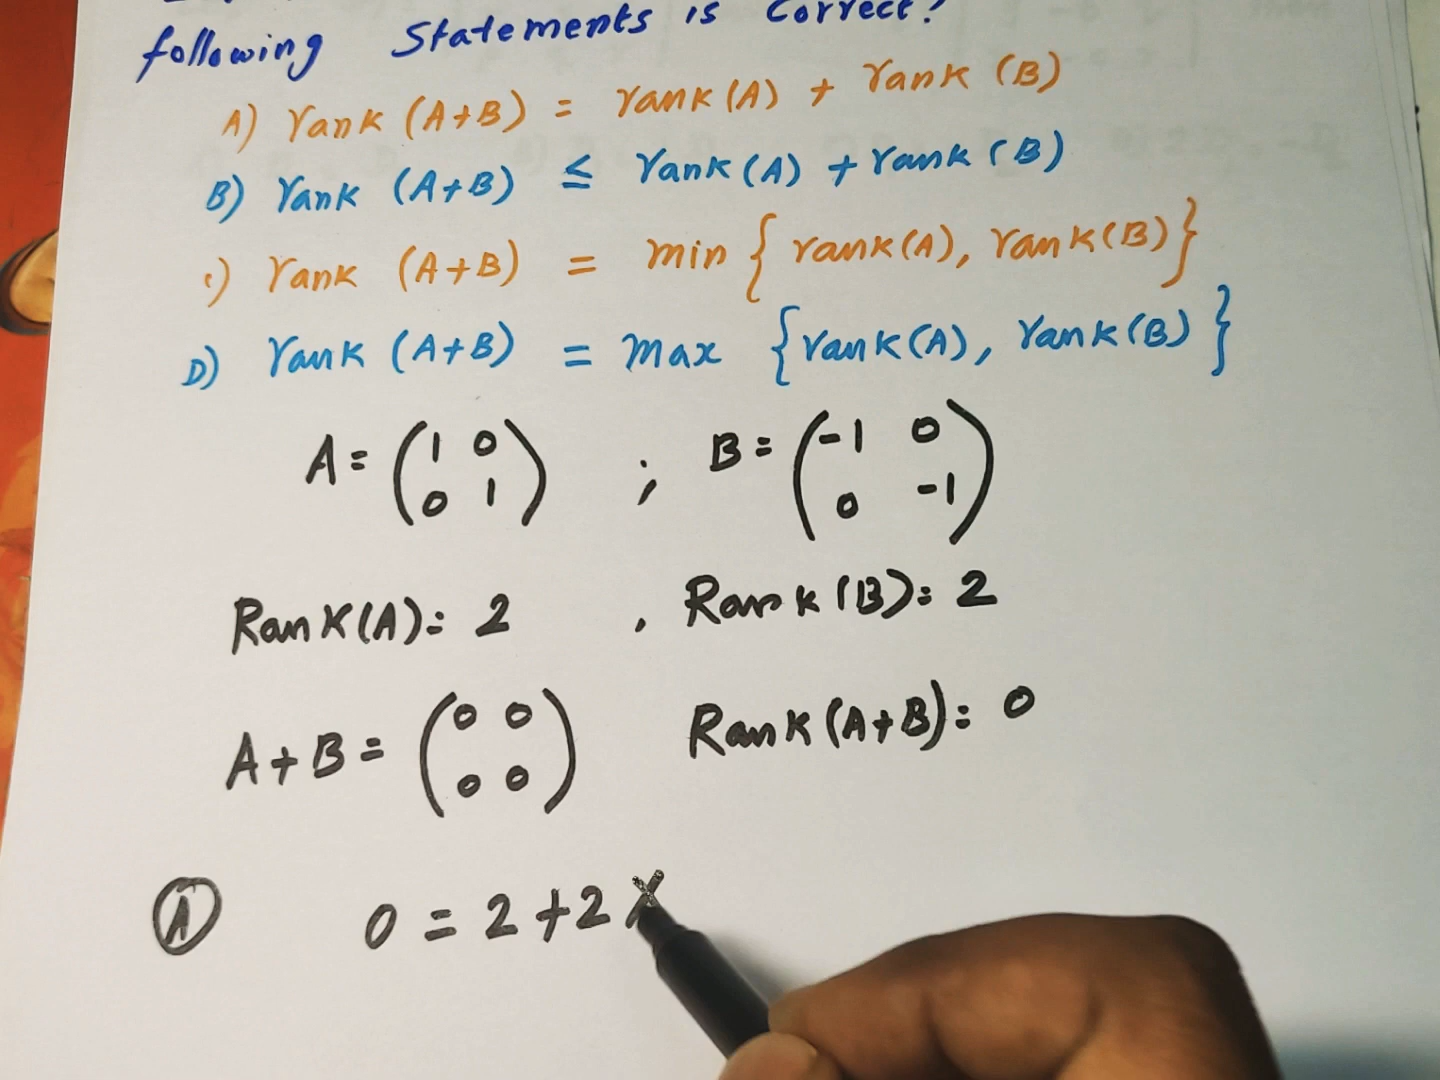 following Statements is Correct?
A) rank (A+B) = rank (A) + rank (B)
B) rank (A+B) ≤ rank (A) + rank (B)
C) rank (A+B) = min { rank (A), rank (B) }
D) rank (A+B) = max { rank (A), rank (B) }
A = ( 1 0 ; B = ( -1 0
0 1 ) 0 -1 )
Rank (A) = 2 , Rank (B) = 2
A+B = ( 0 0 Rank (A+B) = 0
0 0 )
A 0 = 2+2 X